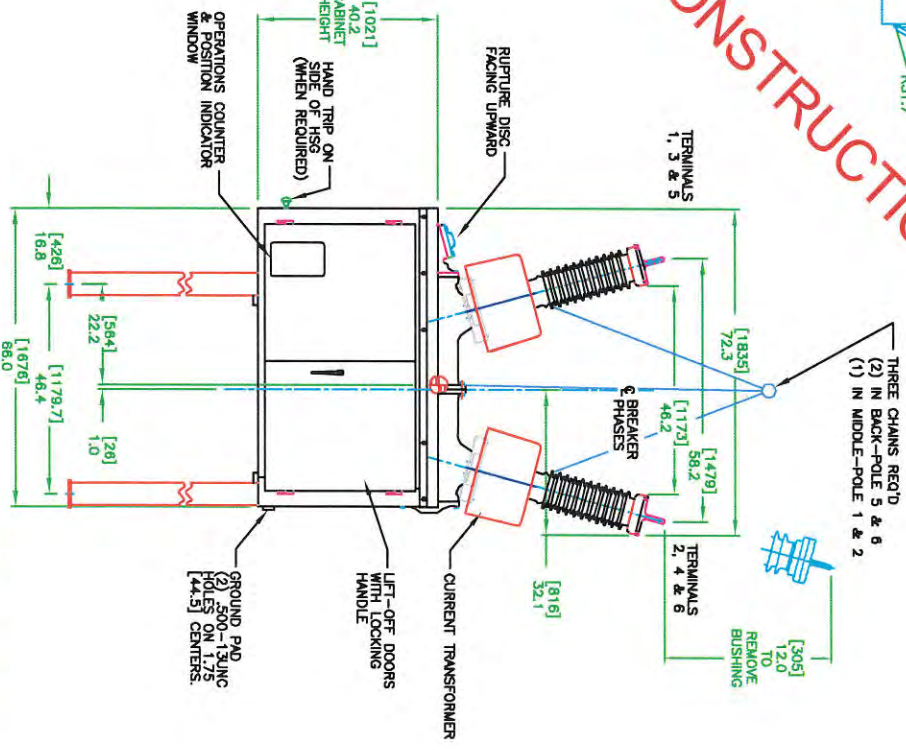 THREE CHAINS REQ'D
(2) IN BACK-POLE 5 & 6
(1) IN MIDDLE-POLE 1 & 2
[305]
12.0
REMOVE
TO
BUSHING
[1835]
72.3
[1479]
58.2
[1173]
46.2
TERMINALS
1, 3 & 5
TERMINALS
2, 4 & 6
℄ BREAKER
PHASES
[816]
32.1
RUPTURE DISC
FACING UPWARD
CURRENT TRANSFORMER
[1021]
40.2
CABINET
HEIGHT
HAND TRIP ON
SIDE OF HSG
(WHEN REQUIRED)
LIFT-OFF DOORS
WITH LOCKING
HANDLE
OPERATIONS COUNTER
& POSITION INDICATOR
WINDOW
GROUND PAD
(2) .500-13UNC
HOLES ON 1.75
[44.5] CENTERS.
[426]
16.8
[564]
22.2
[26]
1.0
[1179.7]
46.4
[1676]
66.0